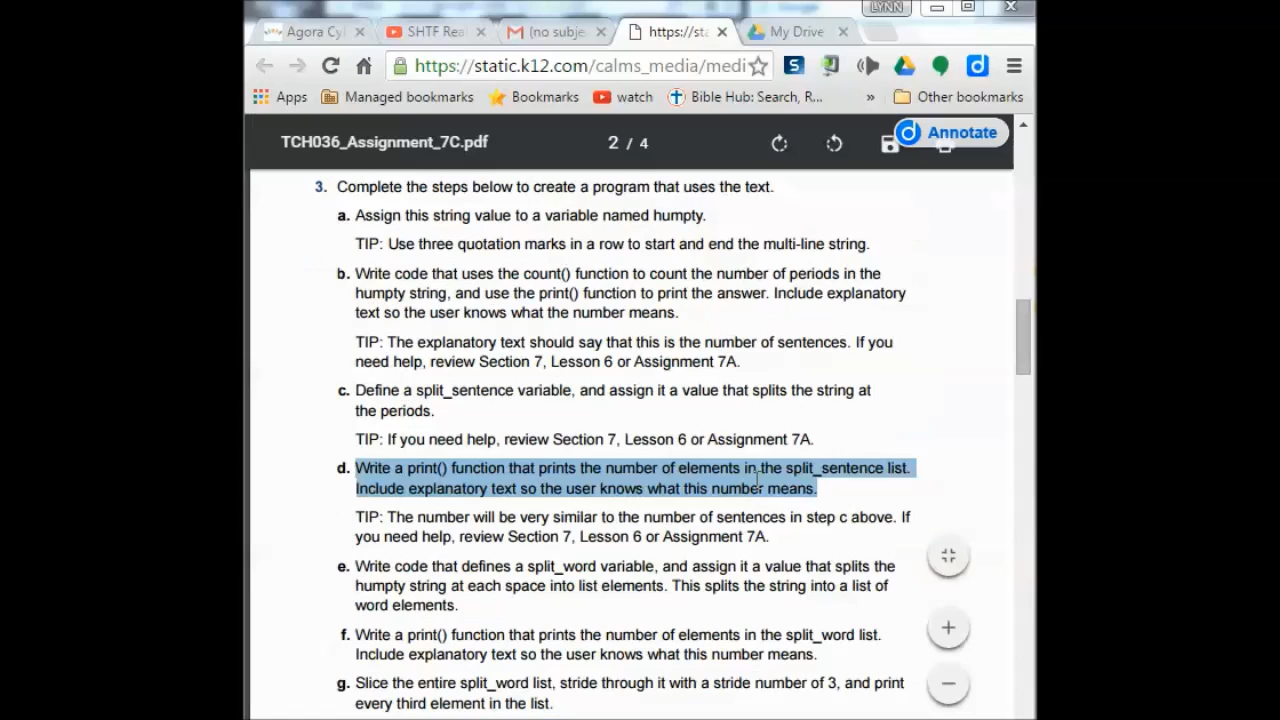 LYNN
Agora Cyl
SHTF Rea
(no subje
https://sta
My Drive
https://static.k12.com/calms_media/medi
Apps Managed bookmarks Bookmarks watch Bible Hub: Search, R... » Other bookmarks
TCH036_Assignment_7C.pdf 2 / 4 Annotate
3. Complete the steps below to create a program that uses the text.
a. Assign this string value to a variable named humpty.
TIP: Use three quotation marks in a row to start and end the multi-line string.
b. Write code that uses the count() function to count the number of periods in the
humpty string, and use the print() function to print the answer. Include explanatory
text so the user knows what the number means.
TIP: The explanatory text should say that this is the number of sentences. If you
need help, review Section 7, Lesson 6 or Assignment 7A.
c. Define a split_sentence variable, and assign it a value that splits the string at
the periods.
TIP: If you need help, review Section 7, Lesson 6 or Assignment 7A.
d. Write a print() function that prints the number of elements in the split_sentence list.
Include explanatory text so the user knows what this number means.
TIP: The number will be very similar to the number of sentences in step c above. If
you need help, review Section 7, Lesson 6 or Assignment 7A.
e. Write code that defines a split_word variable, and assign it a value that splits the
humpty string at each space into list elements. This splits the string into a list of
word elements.
f. Write a print() function that prints the number of elements in the split_word list.
Include explanatory text so the user knows what this number means.
g. Slice the entire split_word list, stride through it with a stride number of 3, and print
every third element in the list.